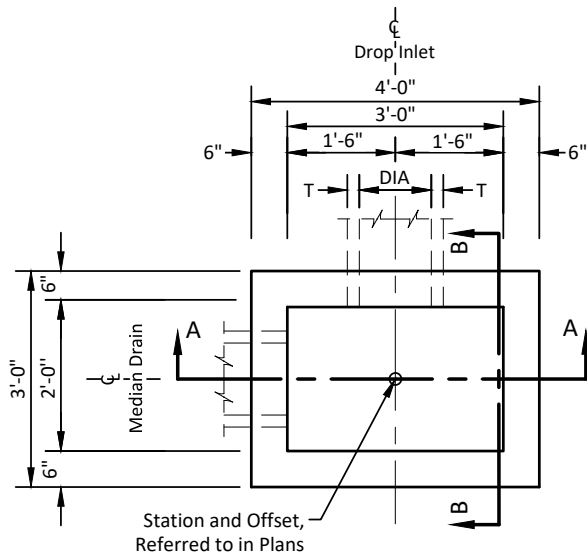 ℄
Drop Inlet
4'-0"
3'-0"
6"
1'-6"
1'-6"
6"
T
DIA
T
B
6"
A
A
3'-0"
2'-0"
℄
Median Drain
6"
B
Station and Offset,
Referred to in Plans